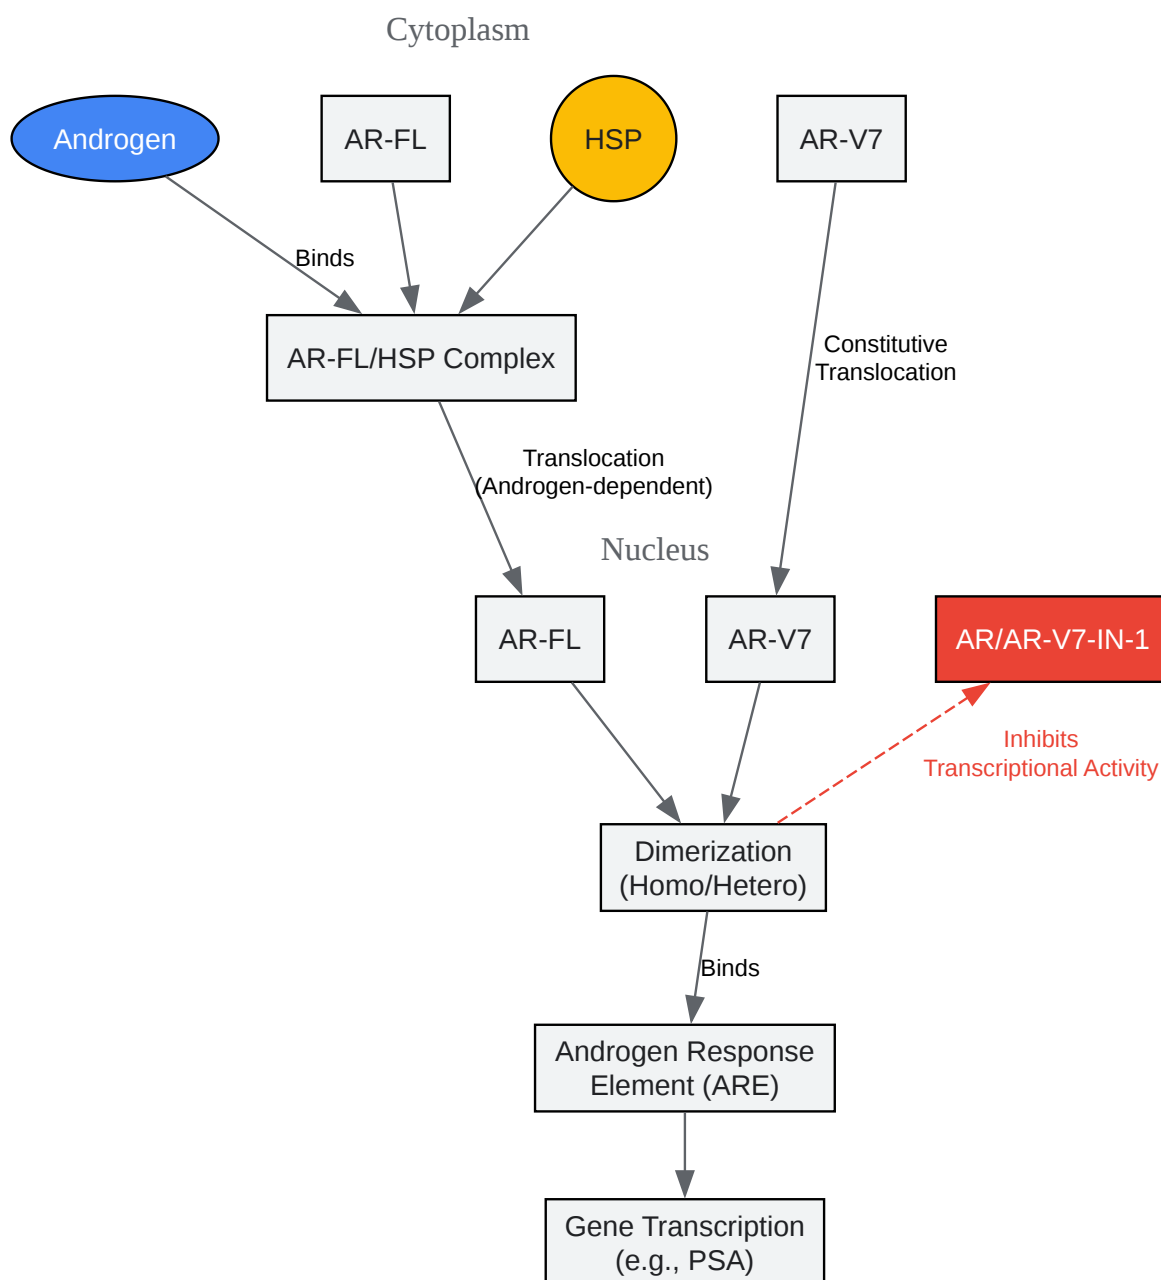 Cytoplasm
Androgen
AR-FL
HSP
AR-V7
Binds
AR-FL/HSP Complex
Constitutive
Translocation
Translocation
(Androgen-dependent)
Nucleus
AR-FL
AR-V7
AR/AR-V7-IN-1
Inhibits
Transcriptional Activity
Dimerization
(Homo/Hetero)
Binds
Androgen Response
Element (ARE)
Gene Transcription
(e.g., PSA)